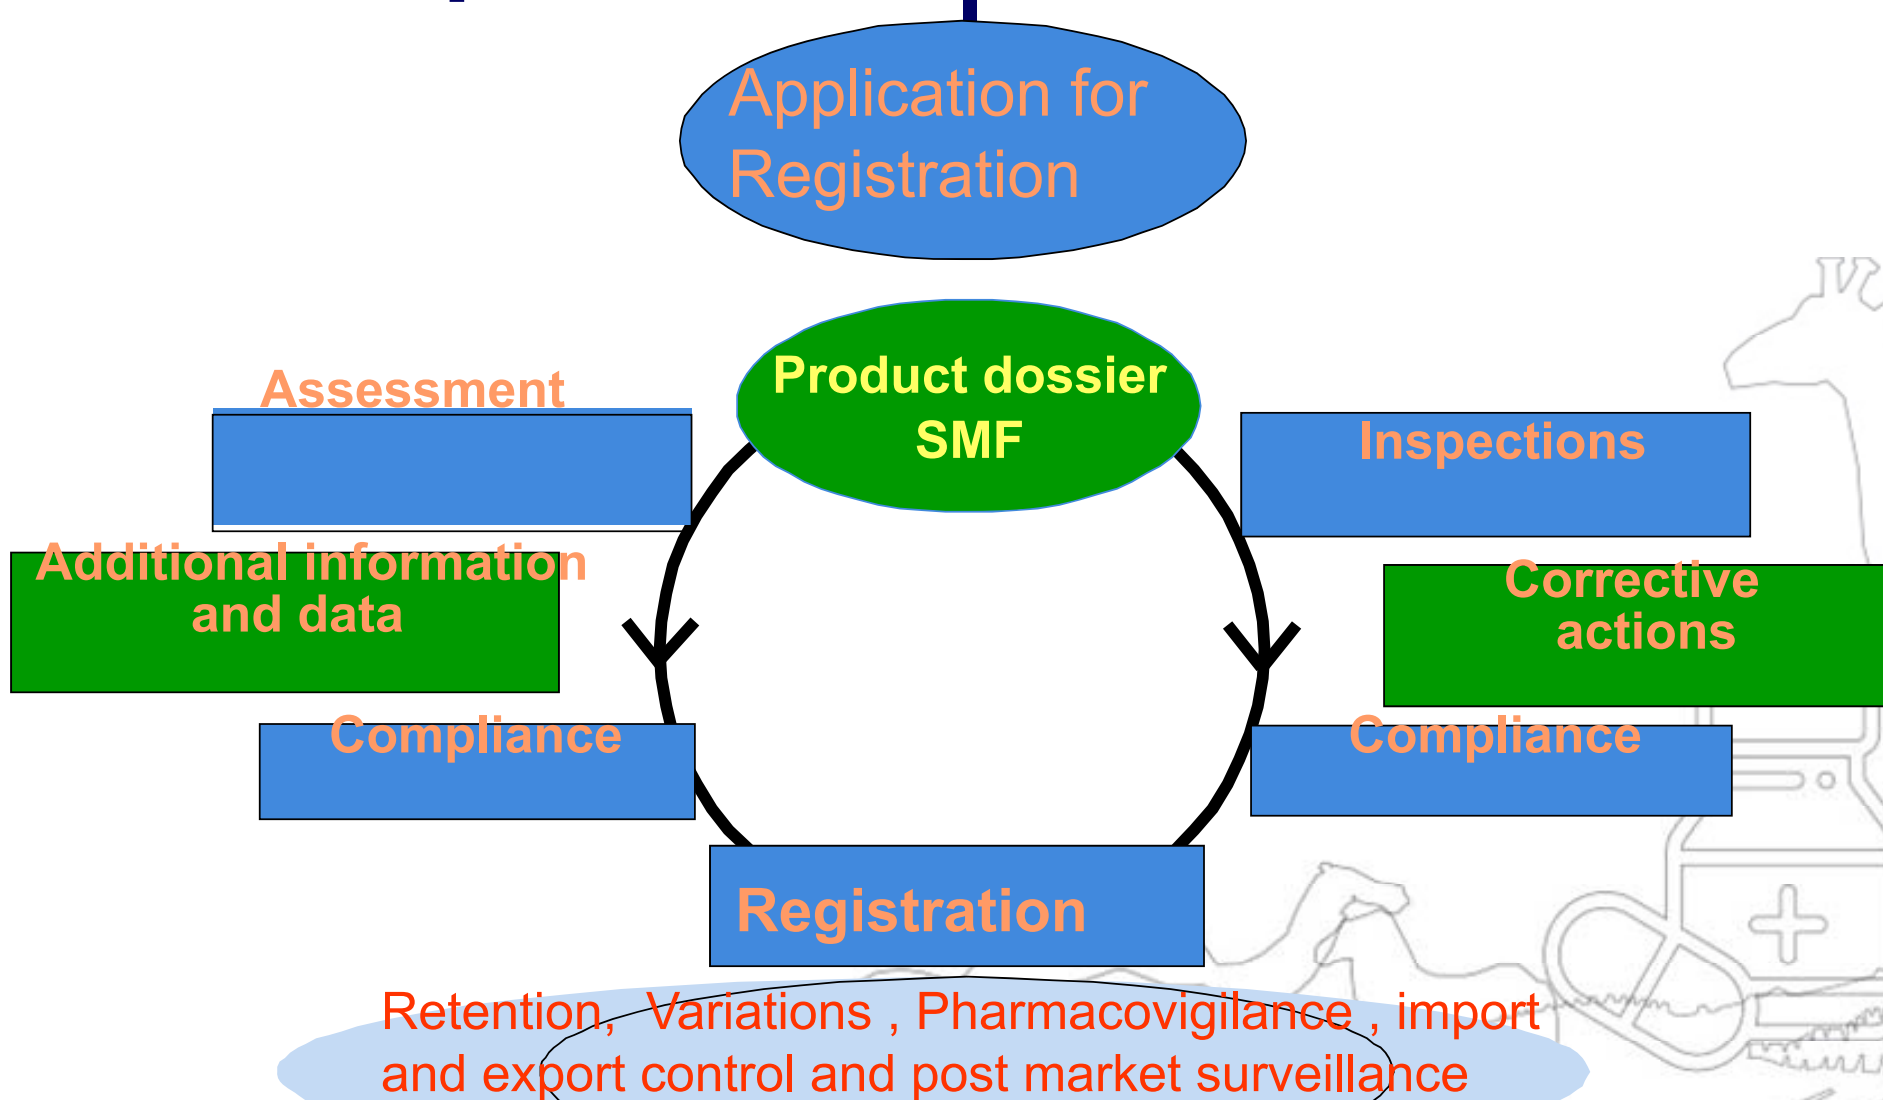 Application for
Registration
Product dossier
SMF
Assessment
Inspections
Additional information
and data
Corrective
actions
Compliance
Compliance
Registration
Retention, Variations , Pharmacovigilance , import
and export control and post market surveillance